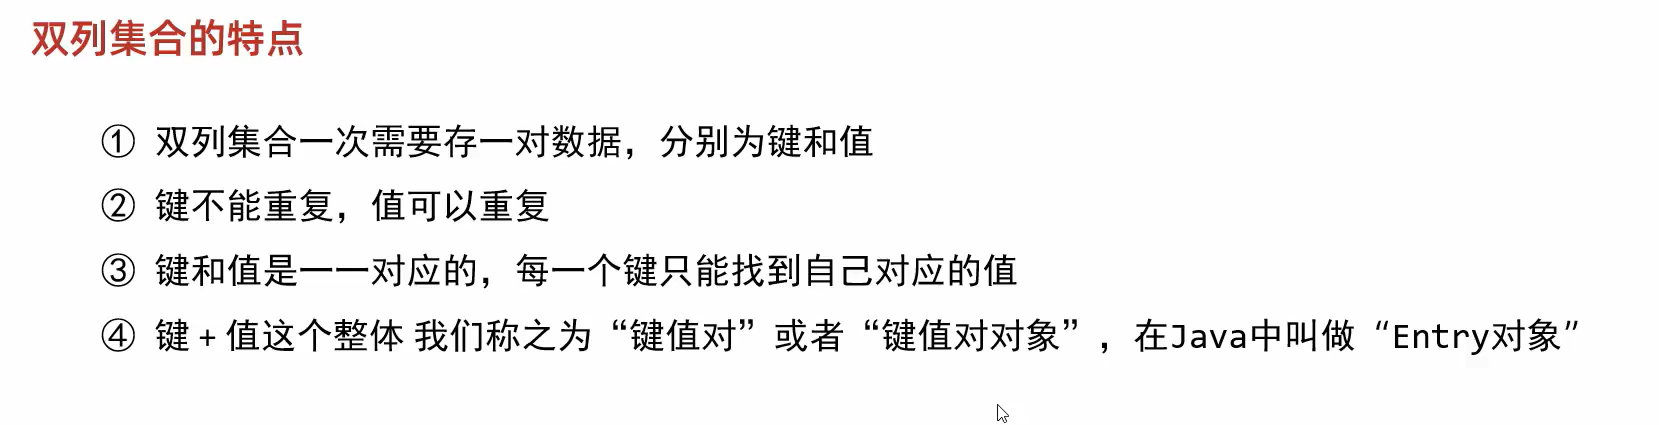 双列集合的特点
① 双列集合一次需要存一对数据，分别为键和值
② 键不能重复，值可以重复
③ 键和值是一一对应的，每一个键只能找到自己对应的值
④ 键 + 值这个整体 我们称之为“键值对”或者“键值对对象”，在Java中叫做“Entry对象”